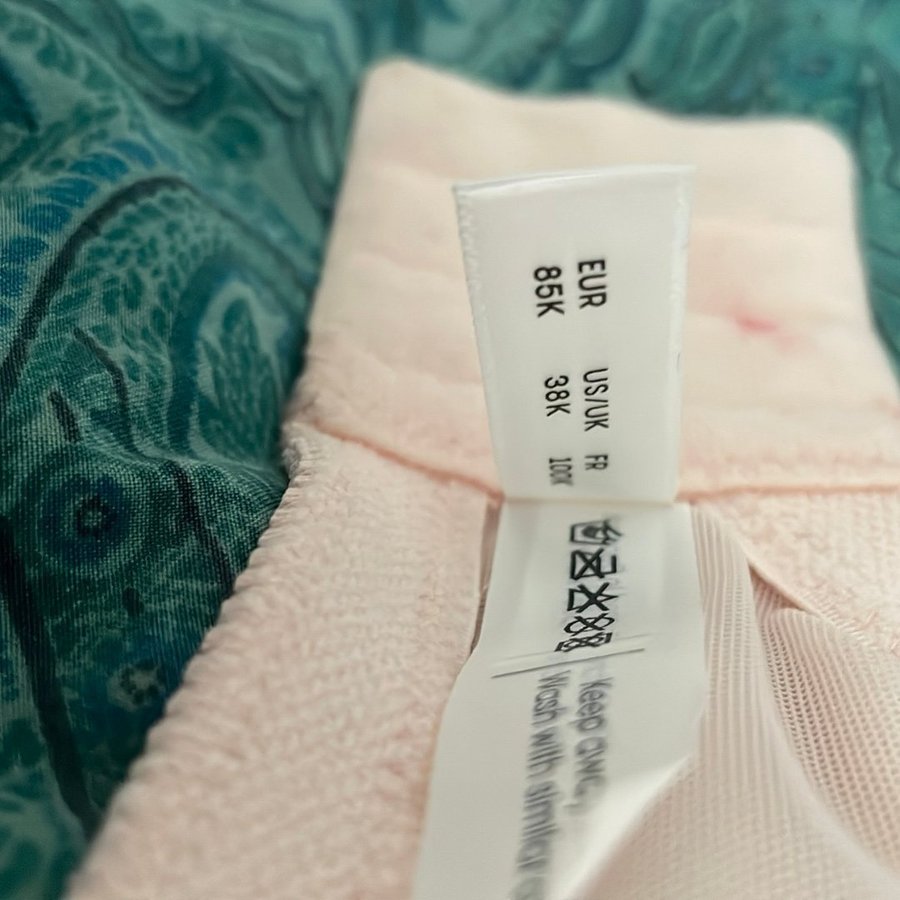 EUR US/UK FR
85K 38K 100K
Keep
Wash with similar